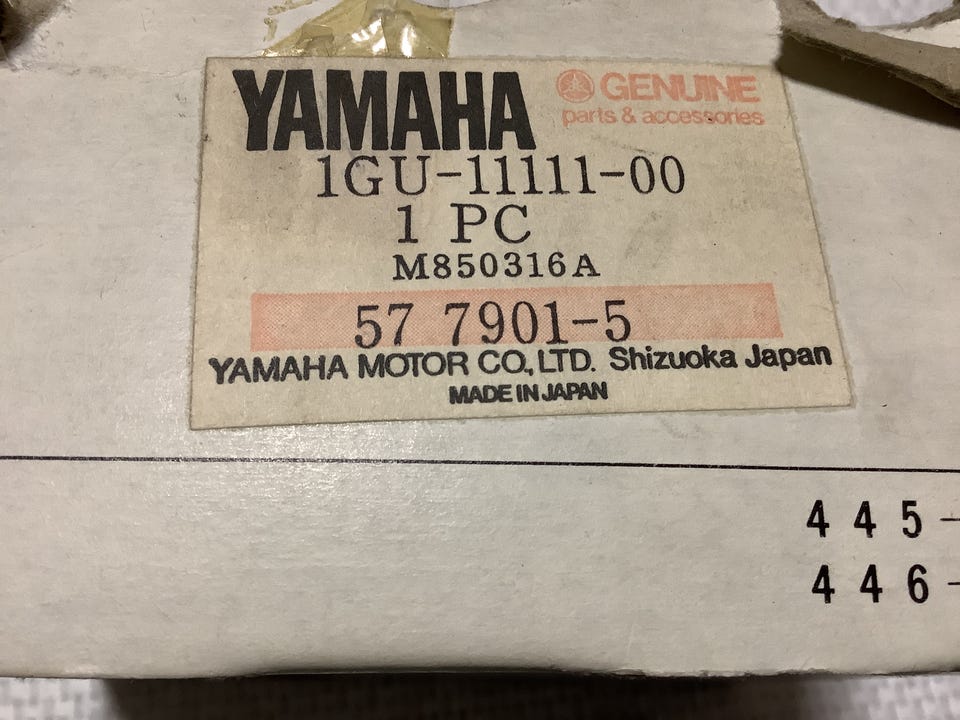 YAMAHA
GENUINE
parts & accessories
1GU-11111-00
1 PC
M850316A
57 7901-5
YAMAHA MOTOR CO., LTD. Shizuoka Japan
MADE IN JAPAN
445-
446-